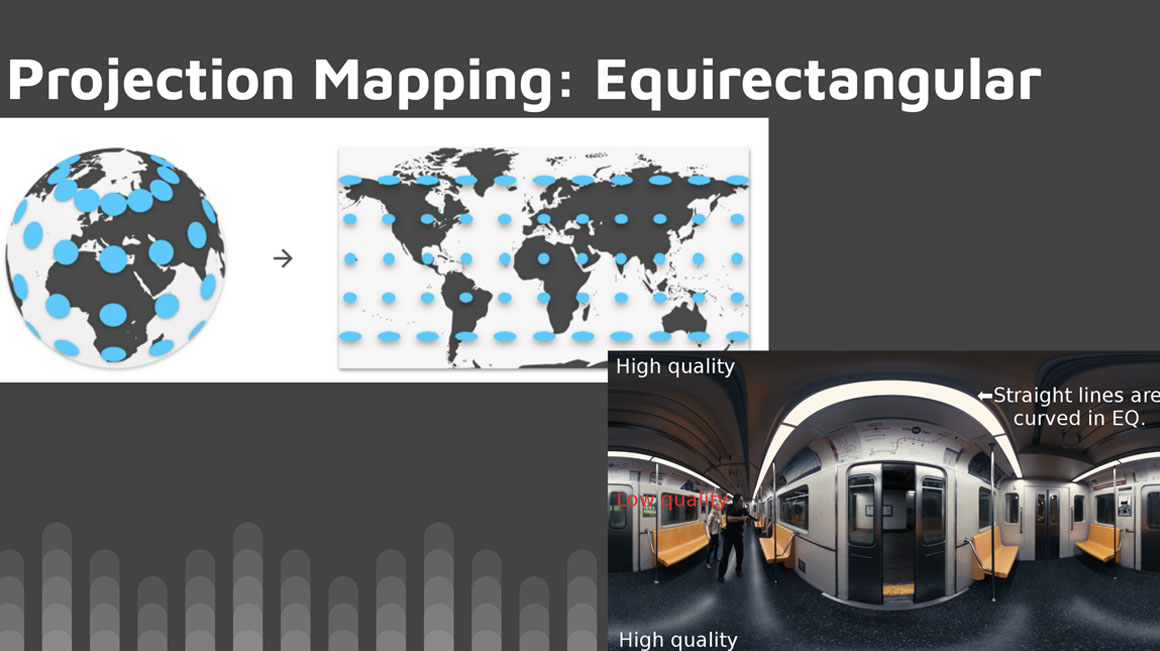 Projection Mapping: Equirectangular
High quality
⬅Straight lines are
curved in EQ.
Low quality
High quality